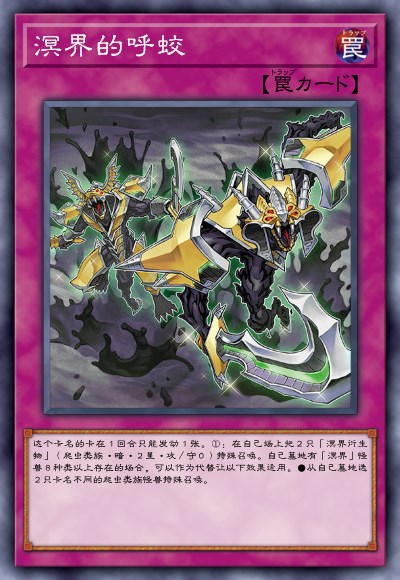 溟界的呼蛟
トラップ
罠
トラップ
【罠カード】
这个卡名的卡在1回合只能发动1张。①：在自己场上把2只「溟界衍生
物」（爬虫类族・暗・2星・攻／守0）特殊召唤。自己墓地有「溟界」怪
兽8种类以上存在的场合，可以作为代替让以下效果适用。●从自己墓地选
2只卡名不同的爬虫类族怪兽特殊召唤。